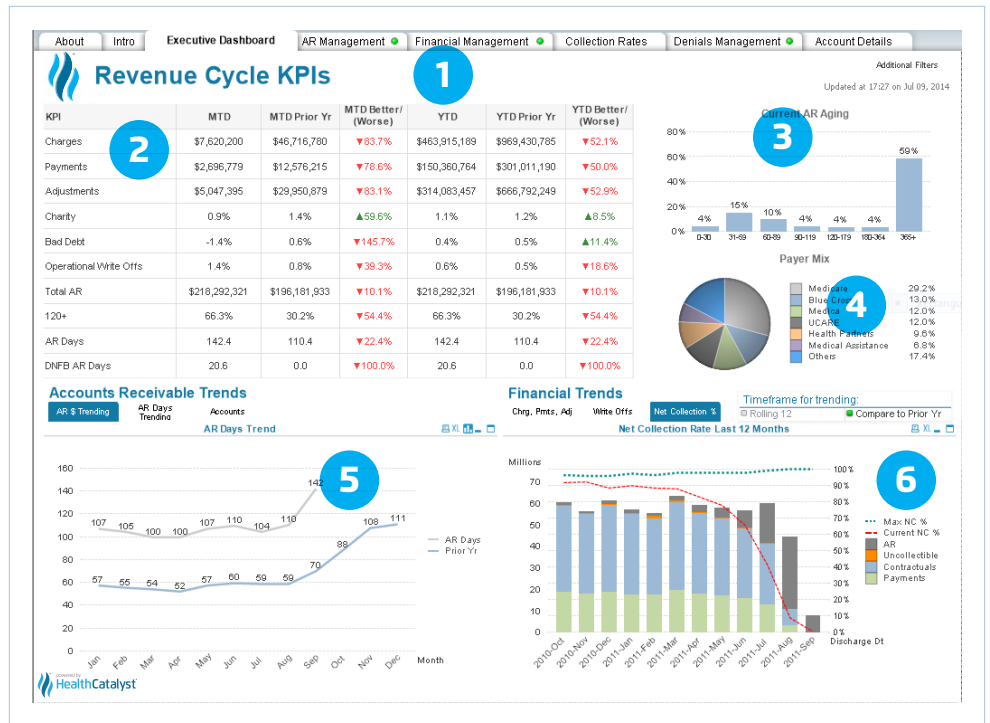 About Intro Executive Dashboard AR Management Financial Management Collection Rates Denials Management Account Details
Revenue Cycle KPIs
1
Additional Filters
Updated at 17:27 on Jul 09, 2014
KPI MTD MTD Prior Yr MTD Better/ (Worse) YTD YTD Prior Yr YTD Better/ (Worse)
Charges $7,620,200 $46,716,780 ▼83.7% $463,915,189 $969,430,785 ▼52.1%
2
Payments $2,696,779 $12,576,215 ▼78.6% $150,360,764 $301,011,190 ▼50.0%
Adjustments $5,047,395 $29,950,879 ▼83.1% $314,083,457 $666,792,249 ▼52.9%
Charity 0.9% 1.4% ▲59.6% 1.1% 1.2% ▲8.5%
Bad Debt -1.4% 0.6% ▼145.7% 0.4% 0.5% ▲11.4%
Operational Write Offs 1.4% 0.8% ▼39.3% 0.6% 0.5% ▼18.6%
Total AR $218,292,321 $196,181,933 ▼10.1% $218,292,321 $196,181,933 ▼10.1%
120+ 66.3% 30.2% ▼54.4% 66.3% 30.2% ▼54.4%
AR Days 142.4 110.4 ▼22.4% 142.4 110.4 ▼22.4%
DNFB AR Days 20.6 0.0 ▼100.0% 20.6 0.0 ▼100.0%
Current AR Aging
3
80%
60%
40%
20%
0%
4% 15% 10% 4% 4% 4% 59%
0-30 31-59 60-89 90-119 120-179 180-364 365+
Payer Mix
4
Medicare 29.2%
Blue Cross 13.0%
Medica 12.0%
UCARE 12.0%
Health Partners 9.6%
Medical Assistance 6.8%
Others 17.4%
Accounts Receivable Trends
AR $ Trending AR Days Trending Accounts
AR Days Trend
XL
5
160
140
120
100
80
60
40
20
0
107 105 100 100 107 110 104 110 142
57 55 54 52 57 60 59 59 70 88 108 111
Jan Feb Mar Apr May Jun Jul Aug Sep Oct Nov Dec Month
AR Days
Prior Yr
Financial Trends
Chrg, Pmts, Adj Write Offs Net Collection %
Timeframe for trending:
Rolling 12 Compare to Prior Yr
Net Collection Rate Last 12 Months
XL
6
Millions
70
60
50
40
30
20
10
0
100%
90%
80%
70%
60%
50%
40%
30%
20%
10%
0%
2010-Oct 2010-Nov 2010-Dec 2011-Jan 2011-Feb 2011-Mar 2011-Apr 2011-May 2011-Jun 2011-Jul 2011-Aug 2011-Sep
Discharge Dt
Max NC %
Current NC %
AR
Uncollectible
Contractuals
Payments
powered by
HealthCatalyst